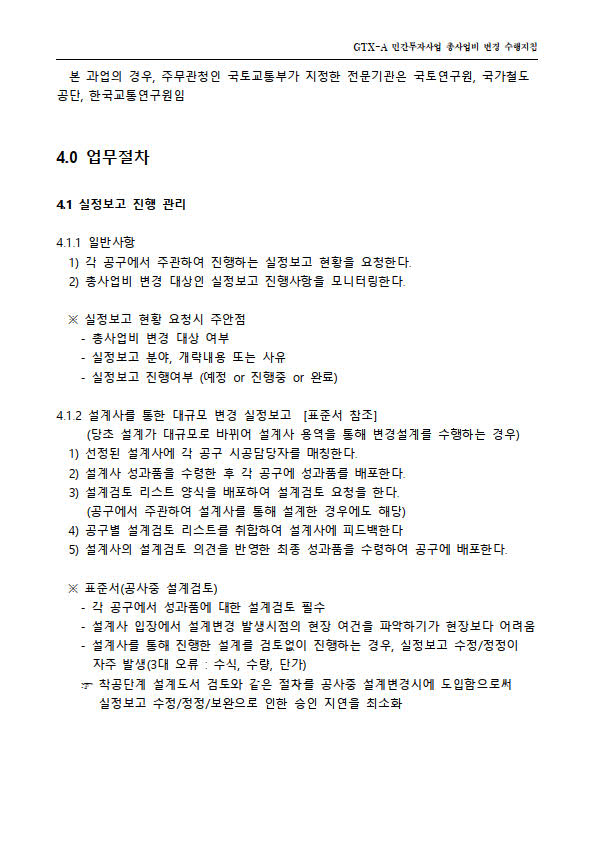 GTX-A 민간투자사업 총사업비 변경 수행지침
본 과업의 경우, 주무관청인 국토교통부가 지정한 전문기관은 국토연구원, 국가철도
공단, 한국교통연구원임
4.0 업무절차
4.1 실정보고 진행 관리
4.1.1 일반사항
1) 각 공구에서 주관하여 진행하는 실정보고 현황을 요청한다.
2) 총사업비 변경 대상인 실정보고 진행사항을 모니터링한다.
※ 실정보고 현황 요청시 주안점
- 총사업비 변경 대상 여부
- 실정보고 분야, 개략내용 또는 사유
- 실정보고 진행여부 (예정 or 진행중 or 완료)
4.1.2 설계사를 통한 대규모 변경 실정보고 [표준서 참조]
(당초 설계가 대규모로 바뀌어 설계사 용역을 통해 변경설계를 수행하는 경우)
1) 선정된 설계사에 각 공구 시공담당자를 매칭한다.
2) 설계사 성과품을 수령한 후 각 공구에 성과품를 배포한다.
3) 설계검토 리스트 양식을 배포하여 설계검토 요청을 한다.
(공구에서 주관하여 설계사를 통해 설계한 경우에도 해당)
4) 공구별 설계검토 리스트를 취합하여 설계사에 피드백한다
5) 설계사의 설계검토 의견을 반영한 최종 성과품을 수령하여 공구에 배포한다.
※ 표준서(공사중 설계검토)
- 각 공구에서 성과품에 대한 설계검토 필수
- 설계사 입장에서 설계변경 발생시점의 현장 여건을 파악하기가 현장보다 어려움
- 설계사를 통해 진행한 설계를 검토없이 진행하는 경우, 실정보고 수정/정정이
자주 발생(3대 오류 : 수식, 수량, 단가)
☞ 착공단계 설계도서 검토와 같은 절차를 공사중 설계변경시에 도입함으로써
실정보고 수정/정정/보완으로 인한 승인 지연을 최소화